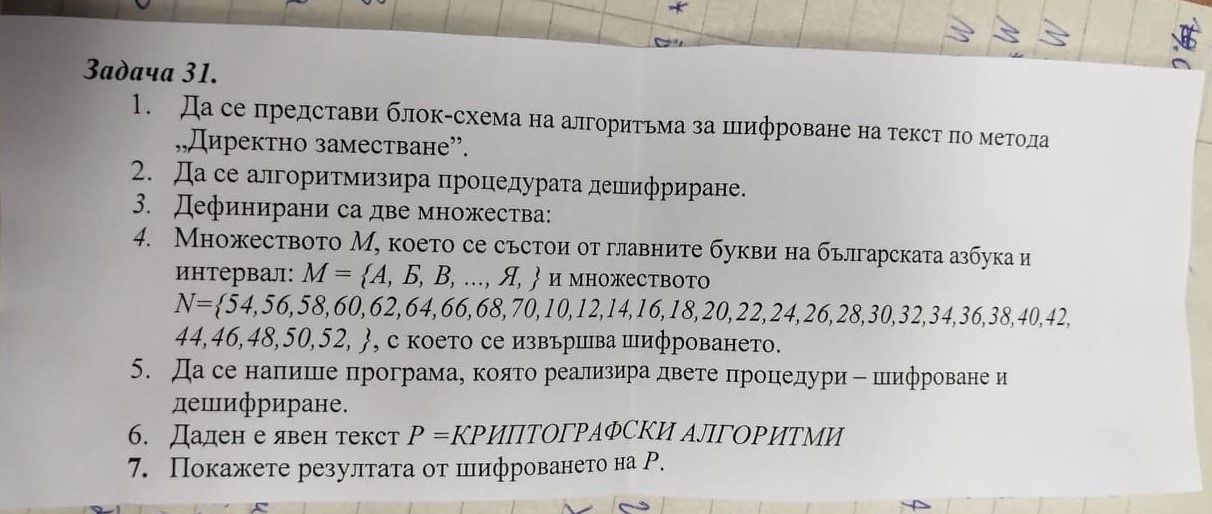 Задача 31.
1. Да се представи блок-схема на алгоритъма за шифроване на текст по метода
„Директно заместване”.
2. Да се алгоритмизира процедурата дешифриране.
3. Дефинирани са две множества:
4. Множеството M, което се състои от главните букви на българската азбука и
интервал: M = {А, Б, В, ..., Я, } и множеството
N={54,56,58,60,62,64,66,68,70,10,12,14,16,18,20,22,24,26,28,30,32,34,36,38,40,42,
44,46,48,50,52, }, с което се извършва шифроването.
5. Да се напише програма, която реализира двете процедури – шифроване и
дешифриране.
6. Даден е явен текст P =КРИПТОГРАФСКИ АЛГОРИТМИ
7. Покажете резултата от шифроването на P.